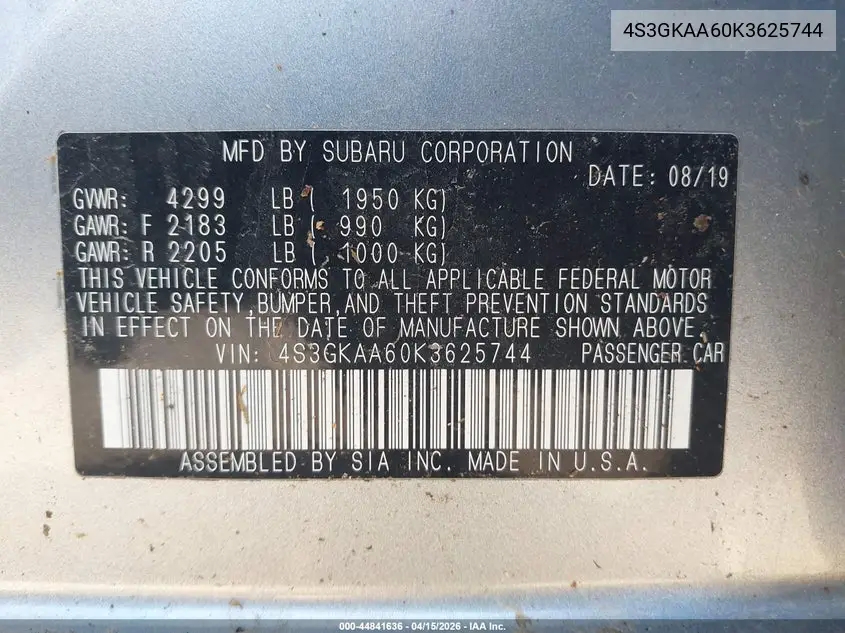 4S3GKAA60K3625744
MFD BY SUBARU CORPORATION
DATE: 08/19
GVWR: 4299 LB ( 1950 KG)
GAWR: F 2183 LB ( 990 KG)
GAWR: R 2205 LB ( 1000 KG)
THIS VEHICLE CONFORMS TO ALL APPLICABLE FEDERAL MOTOR
VEHICLE SAFETY,BUMPER,AND THEFT PREVENTION STANDARDS
IN EFFECT ON THE DATE OF MANUFACTURE SHOWN ABOVE.
VIN: 4S3GKAA60K3625744 PASSENGER CAR
ASSEMBLED BY SIA INC. MADE IN U.S.A.
000-44841636 - 04/15/2026 - IAA Inc.